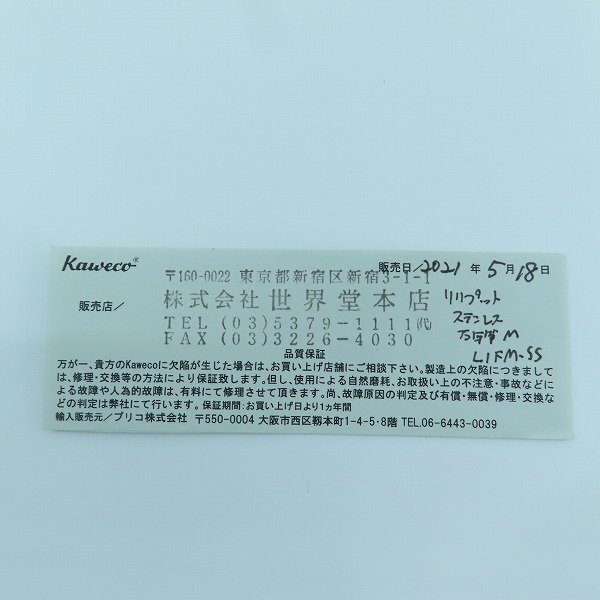 Kaweco®
販売日/2021年5月18日
〒160-0022 東京都新宿区新宿3-1-1
販売店/
株式会社世界堂本店
TEL (03)5379-1111㈹
FAX (03)3226-4030
リリプット
ステンレス
万年筆 M
LIFM-SS
品質保証
万が一、貴方のKawecoに欠陥が生じた場合は、お買い上げ店舗にご相談下さい。製造上の欠陥につきまして
は、修理・交換等の方法により保証致します。但し、使用による自然磨耗、お取扱い上の不注意・事故などに
よる故障や人為的故障は、有料にて修理させて頂きます。尚、故障原因の判定及び有償・無償・修理・交換な
どの判定は弊社にて行います。保証期間:お買い上げ日より1ヵ年間
輸入販売元/プリコ株式会社 〒550-0004 大阪市西区靱本町1-4-5・8階 TEL.06-6443-0039